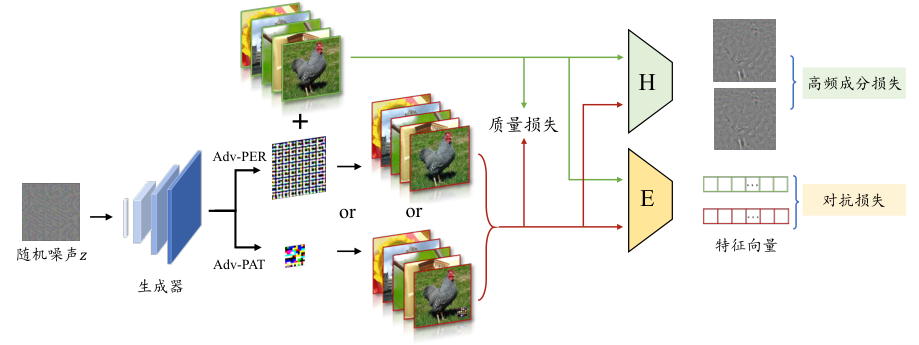 随机噪声z
生成器
+
Adv-PER
Adv-PAT
or
or
质量损失
H
E
...
...
特征向量
高频成分损失
对抗损失